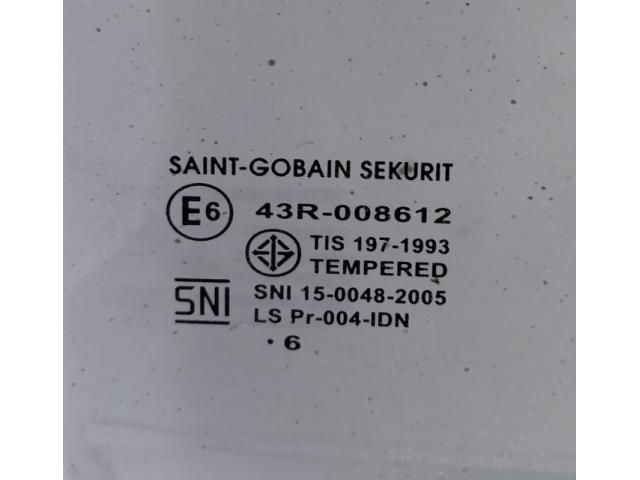 SAINT-GOBAIN SEKURIT
E6 43R-008612
TIS 197-1993
TEMPERED
SNI SNI 15-0048-2005
LS Pr-004-IDN
· 6